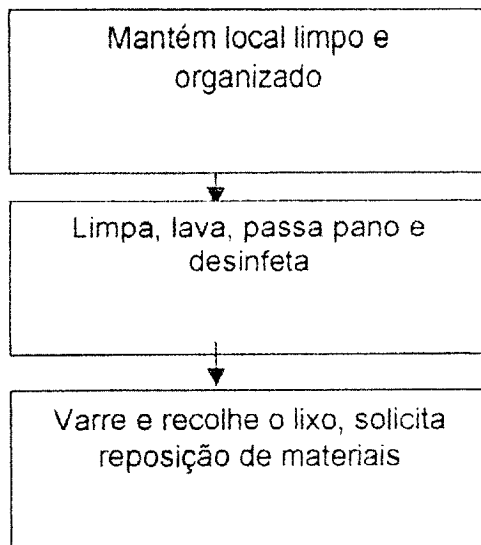 Mantém local limpo e
organizado
Limpa, lava, passa pano e
desinfeta
Varre e recolhe o lixo, solicita
reposição de materiais